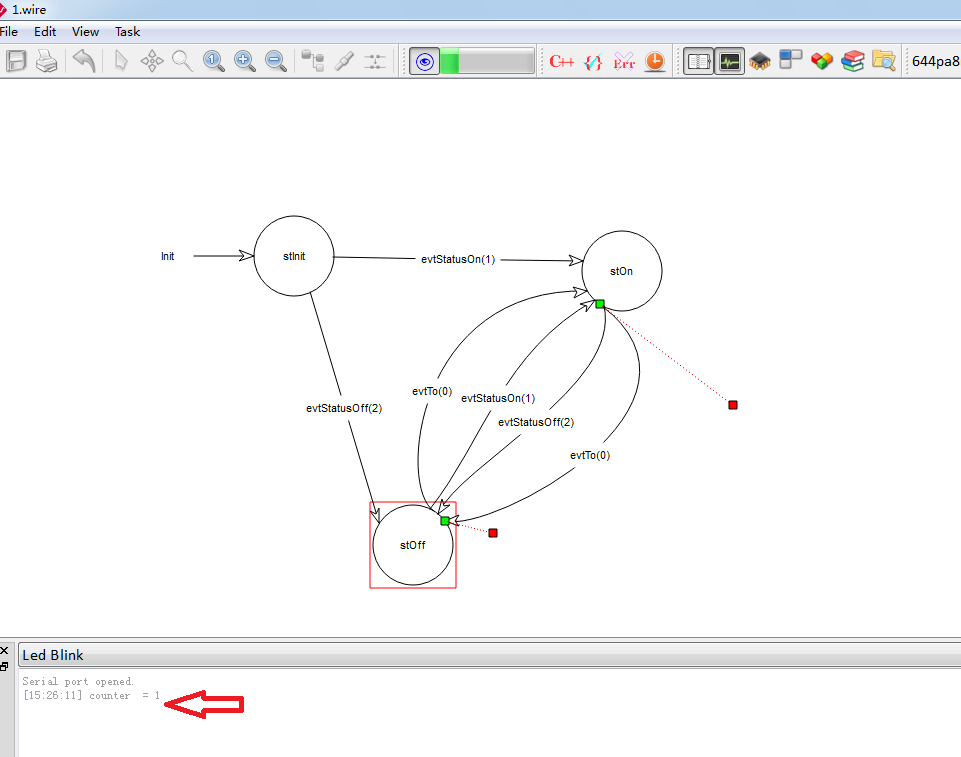 1.wire
File Edit View Task
1 C++ {} Err 644pa8
Init stInit evtStatusOn(1) stOn
evtTo(0) evtStatusOn(1)
evtStatusOff(2) evtStatusOff(2)
evtTo(0)
stOff
Led Blink
Serial port opened.
[15:26:11] counter = 1